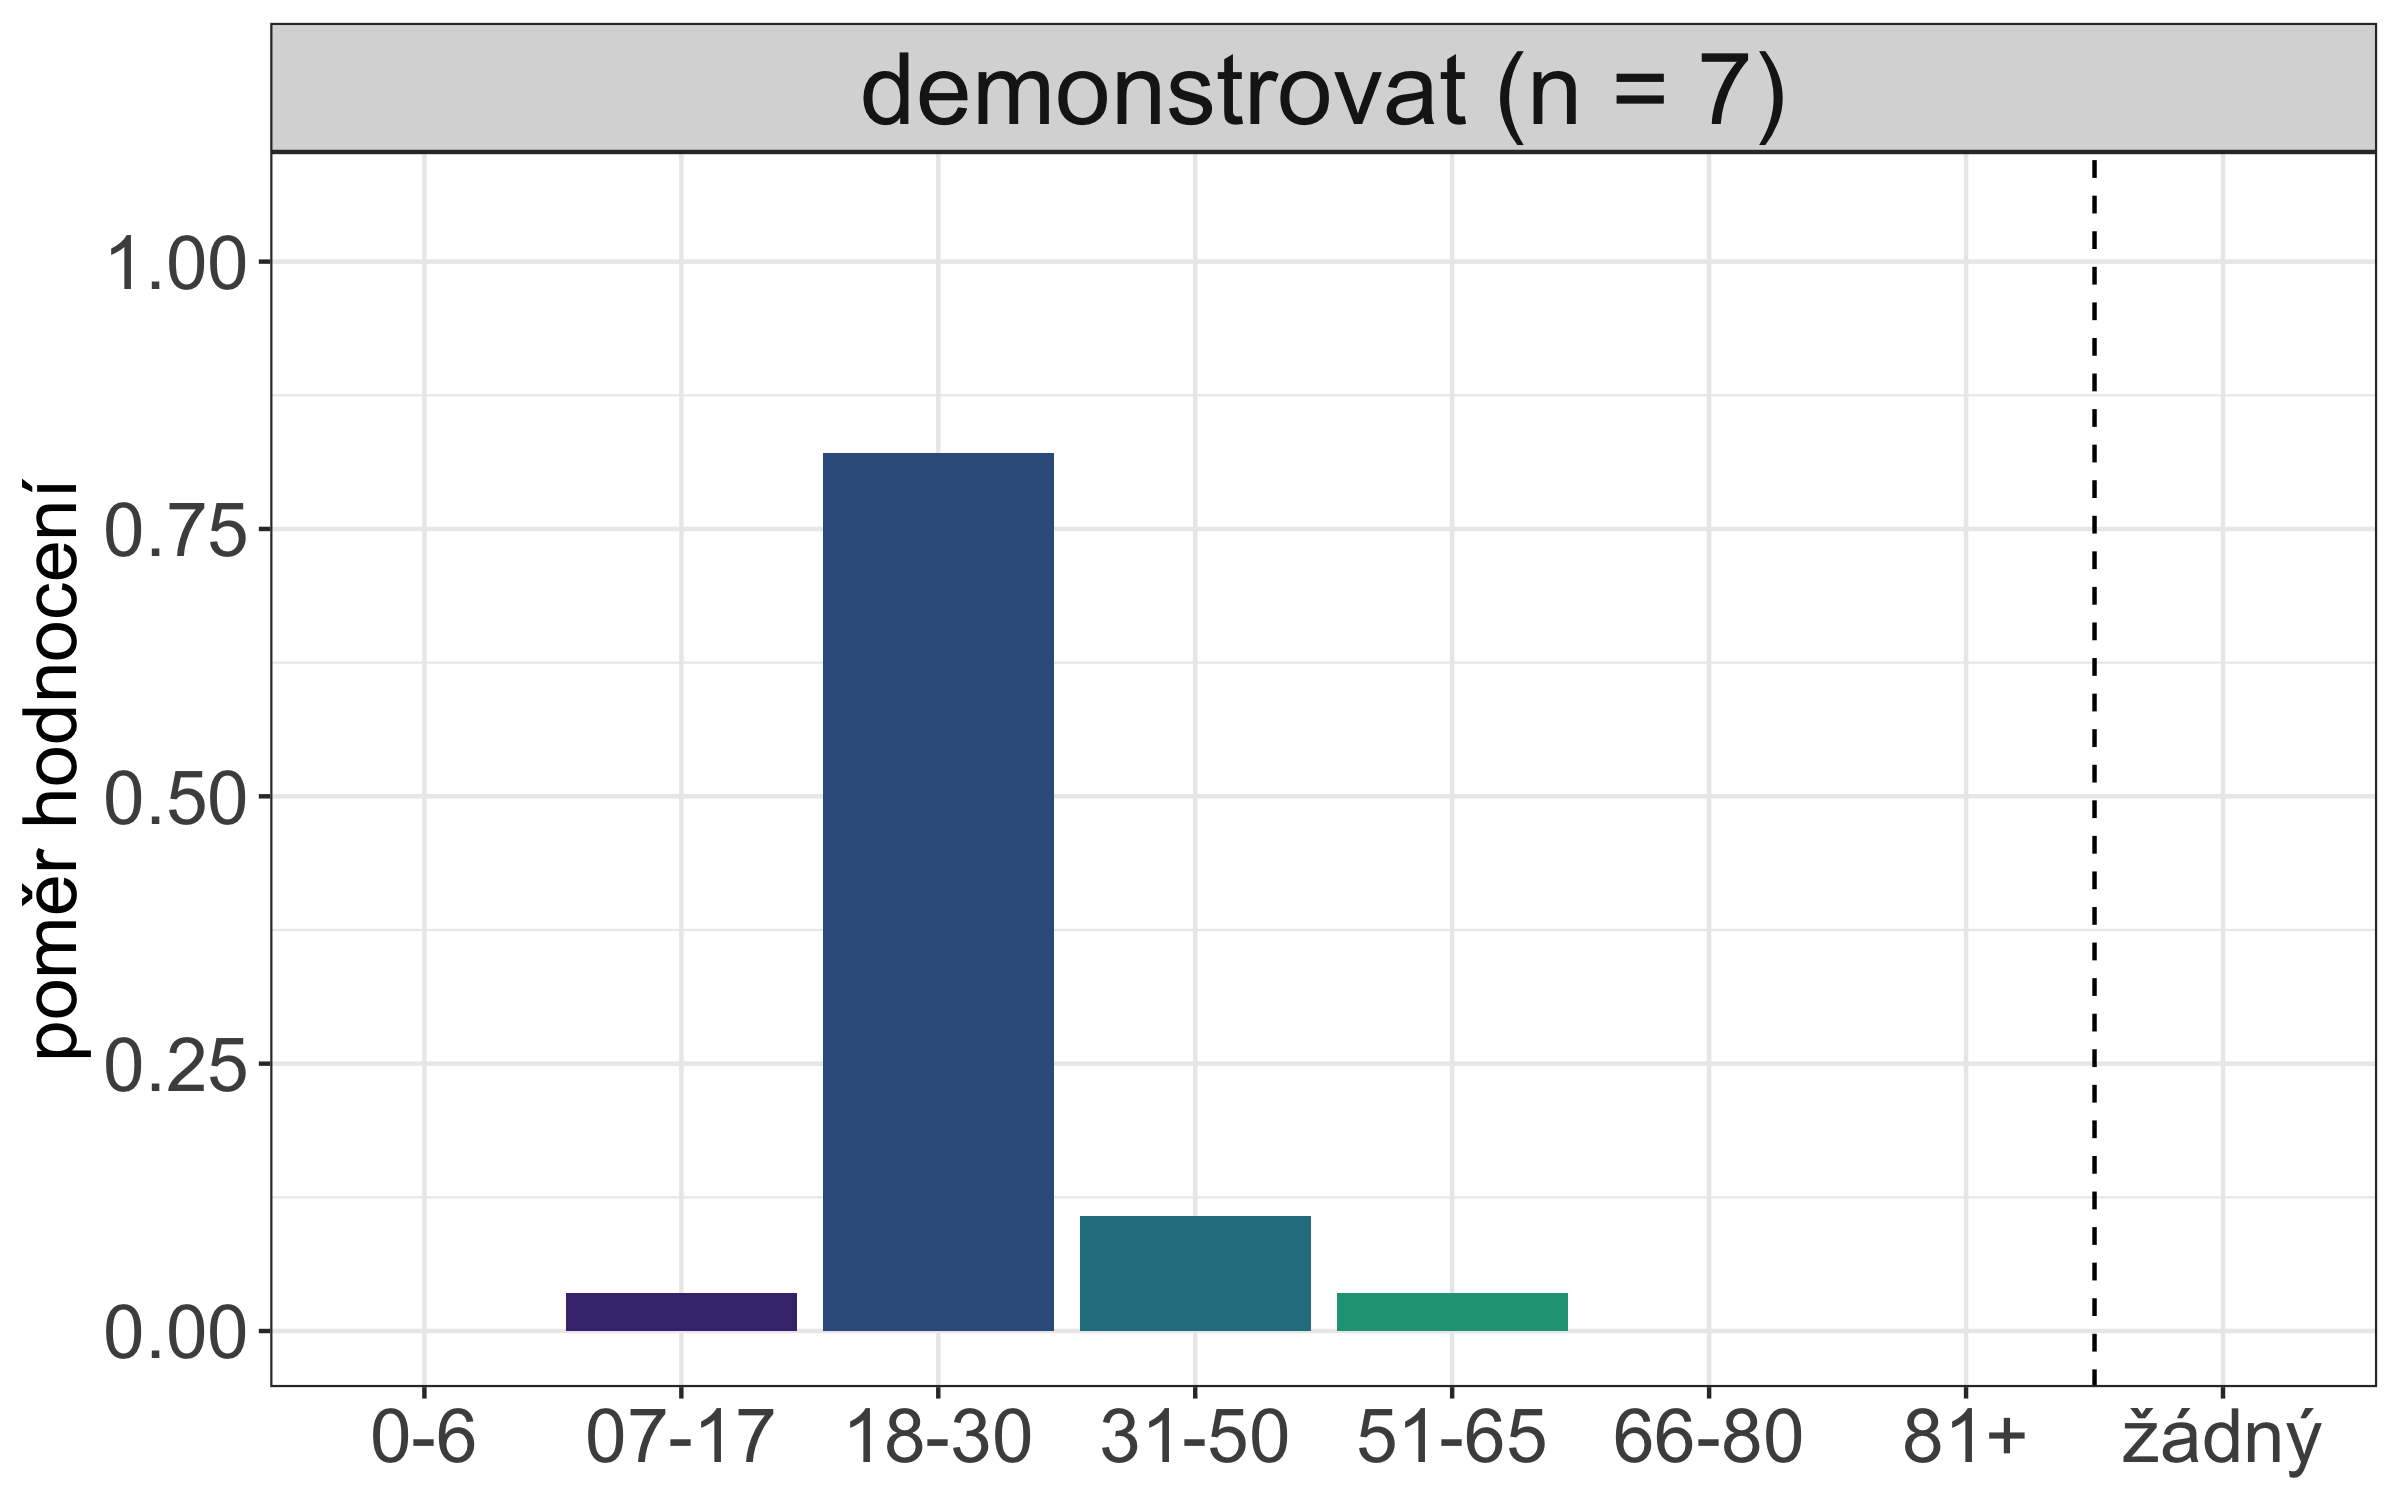 demonstrovat (n = 7)
poměr hodnocení
1.00
0.75
0.50
0.25
0.00
0-6 07-17 18-30 31-50 51-65 66-80 81+ žádný